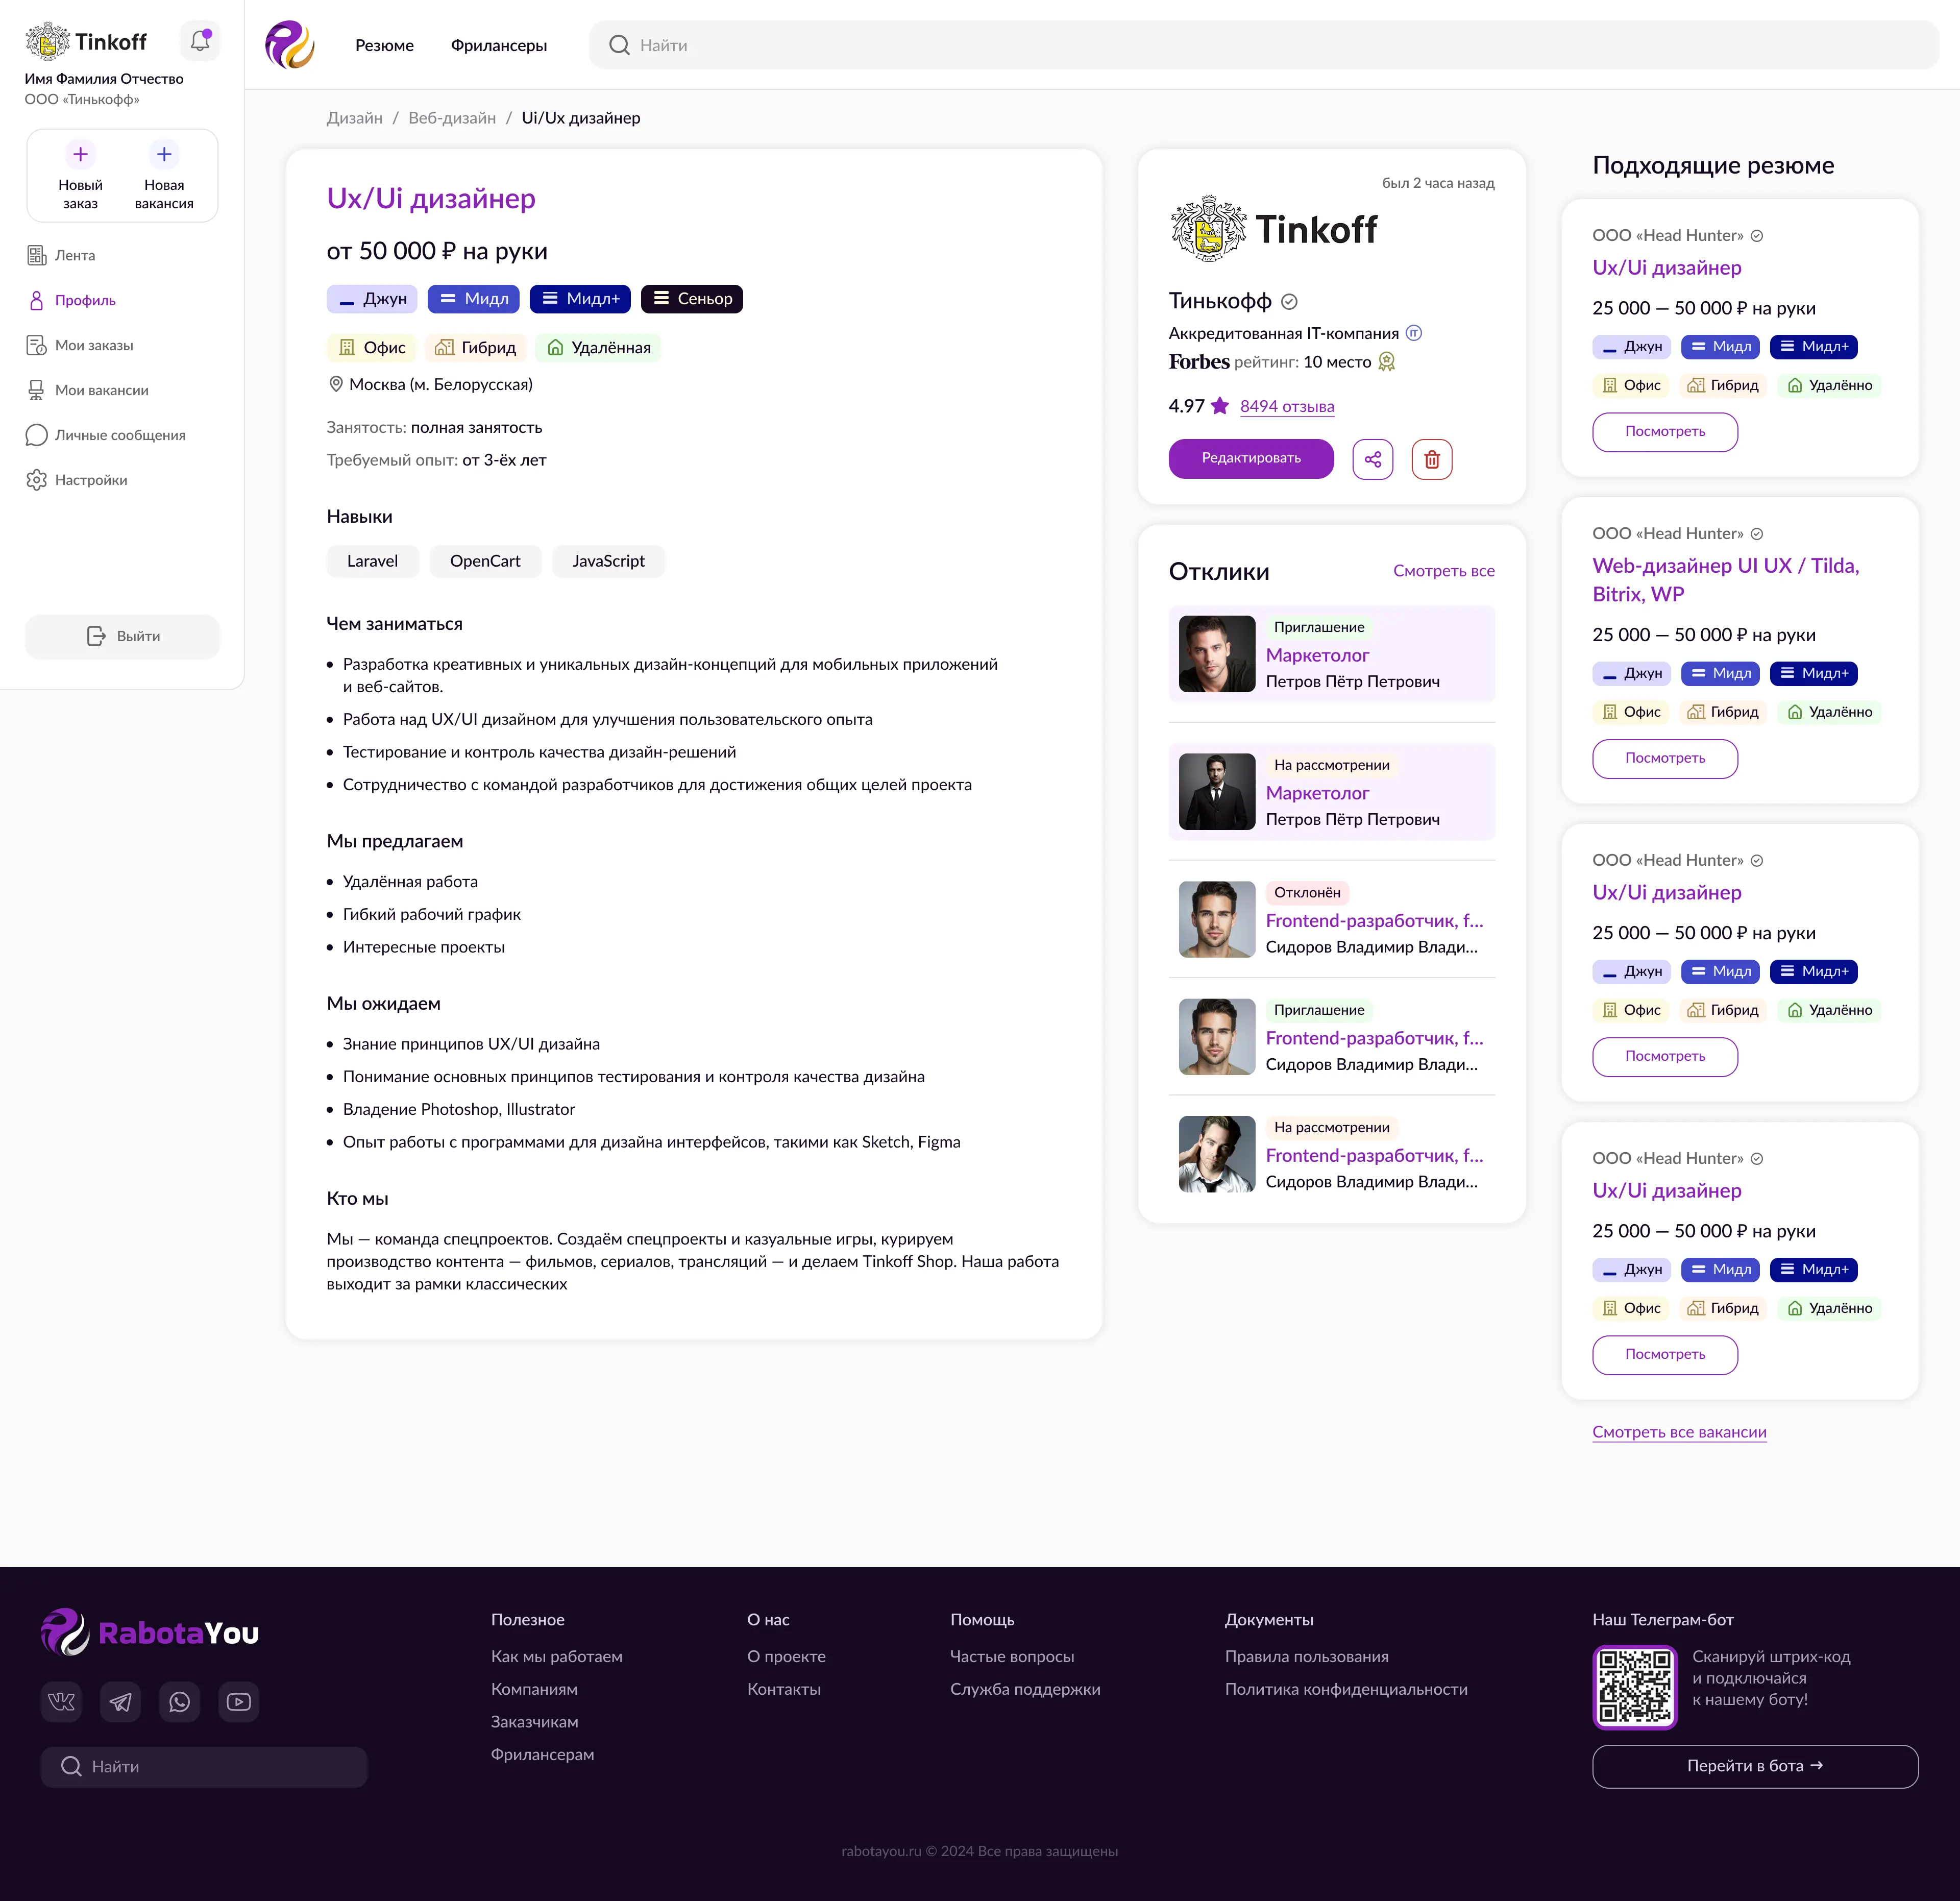 Tinkoff
Имя Фамилия Отчество
ООО «Тинькофф»
Новый заказ
Новая вакансия
Лента
Профиль
Мои заказы
Мои вакансии
Личные сообщения
Настройки
Выйти
Резюме
Фрилансеры
Найти
Дизайн / Веб-дизайн / Ui/Ux дизайнер
Ux/Ui дизайнер
от 50 000 ₽ на руки
Джун
Мидл
Мидл+
Сеньор
Офис
Гибрид
Удалённая
Москва (м. Белорусская)
Занятость: полная занятость
Требуемый опыт: от 3-ёх лет
Навыки
Laravel
OpenCart
JavaScript
Чем заниматься
• Разработка креативных и уникальных дизайн-концепций для мобильных приложений
и веб-сайтов.
• Работа над UX/UI дизайном для улучшения пользовательского опыта
• Тестирование и контроль качества дизайн-решений
• Сотрудничество с командой разработчиков для достижения общих целей проекта
Мы предлагаем
• Удалённая работа
• Гибкий рабочий график
• Интересные проекты
Мы ожидаем
• Знание принципов UX/UI дизайна
• Понимание основных принципов тестирования и контроля качества дизайна
• Владение Photoshop, Illustrator
• Опыт работы с программами для дизайна интерфейсов, такими как Sketch, Figma
Кто мы
Мы — команда спецпроектов. Создаём спецпроекты и казуальные игры, курируем
производство контента — фильмов, сериалов, трансляций — и делаем Tinkoff Shop. Наша работа
выходит за рамки классических
был 2 часа назад
Tinkoff
Тинькофф
Аккредитованная IT-компания IT
Forbes рейтинг: 10 место
4.97 8494 отзыва
Редактировать
Отклики
Смотреть все
Приглашение
Маркетолог
Петров Пётр Петрович
На рассмотрении
Маркетолог
Петров Пётр Петрович
Отклонён
Frontend-разработчик, f...
Сидоров Владимир Влади...
Приглашение
Frontend-разработчик, f...
Сидоров Владимир Влади...
На рассмотрении
Frontend-разработчик, f...
Сидоров Владимир Влади...
Подходящие резюме
ООО «Head Hunter»
Ux/Ui дизайнер
25 000 — 50 000 ₽ на руки
Джун
Мидл
Мидл+
Офис
Гибрид
Удалённо
Посмотреть
ООО «Head Hunter»
Web-дизайнер UI UX / Tilda,
Bitrix, WP
25 000 — 50 000 ₽ на руки
Джун
Мидл
Мидл+
Офис
Гибрид
Удалённо
Посмотреть
ООО «Head Hunter»
Ux/Ui дизайнер
25 000 — 50 000 ₽ на руки
Джун
Мидл
Мидл+
Офис
Гибрид
Удалённо
Посмотреть
ООО «Head Hunter»
Ux/Ui дизайнер
25 000 — 50 000 ₽ на руки
Джун
Мидл
Мидл+
Офис
Гибрид
Удалённо
Посмотреть
Смотреть все вакансии
RabotaYou
Найти
Полезное
Как мы работаем
Компаниям
Заказчикам
Фрилансерам
О нас
О проекте
Контакты
Помощь
Частые вопросы
Служба поддержки
Документы
Правила пользования
Политика конфиденциальности
Наш Телеграм-бот
Сканируй штрих-код
и подключайся
к нашему боту!
Перейти в бота →
rabotayou.ru © 2024 Все права защищены